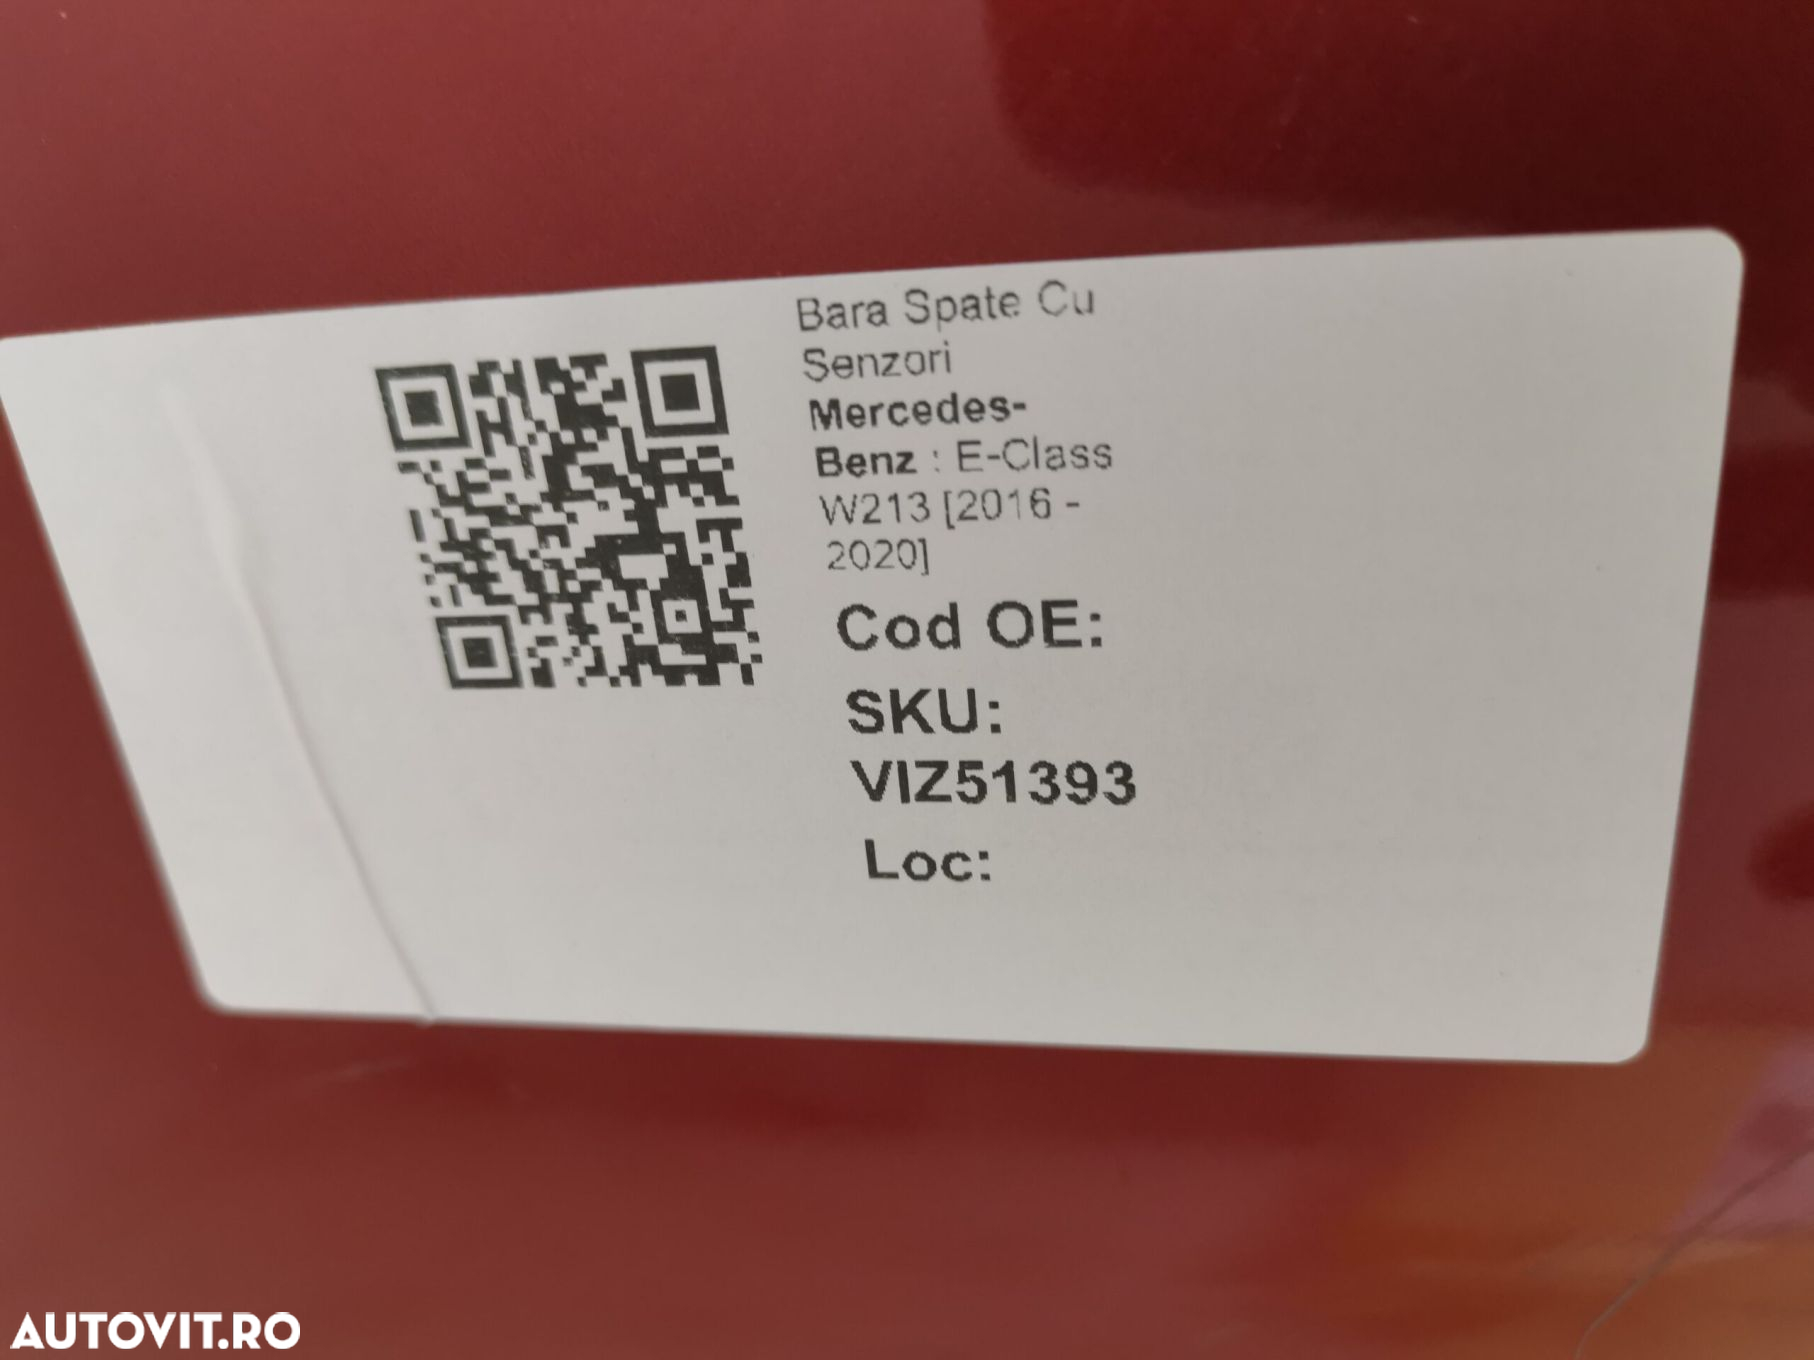 Bara Spate Cu
Senzori
Mercedes-
Benz : E-Class
W213 [2016 -
2020]
Cod OE:
SKU:
VIZ51393
Loc:
AUTOVIT.RO